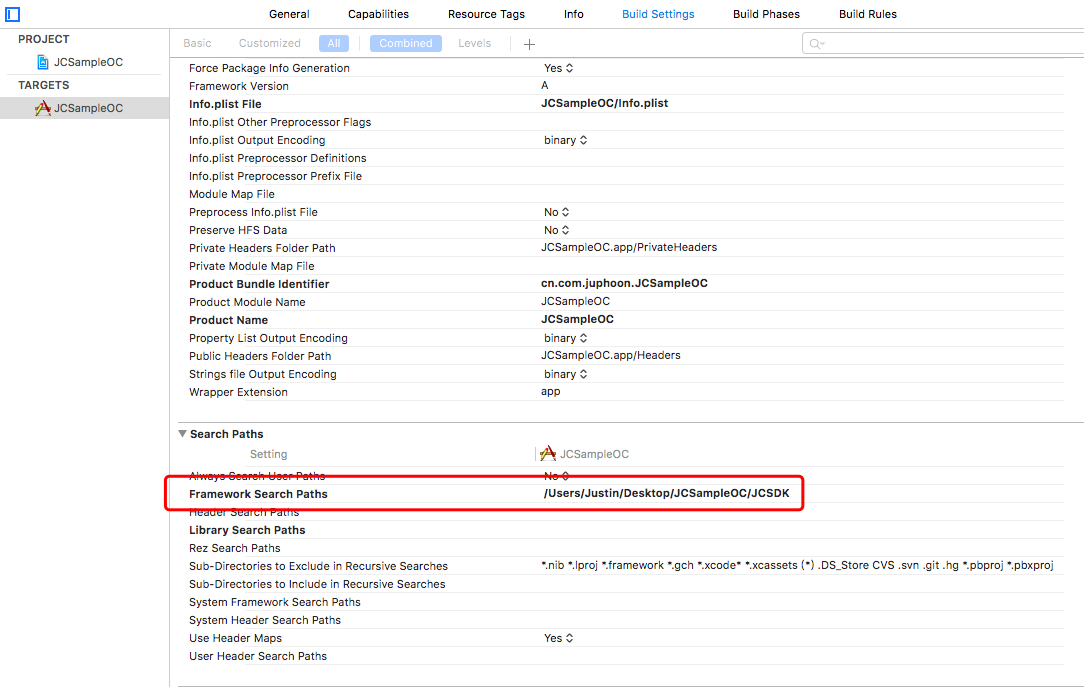 General Capabilities Resource Tags Info Build Settings Build Phases Build Rules
PROJECT
JCSampleOC
TARGETS
JCSampleOC
Basic Customized All Combined Levels +
Force Package Info Generation Yes
Framework Version A
Info.plist File JCSampleOC/Info.plist
Info.plist Other Preprocessor Flags
Info.plist Output Encoding binary
Info.plist Preprocessor Definitions
Info.plist Preprocessor Prefix File
Module Map File
Preprocess Info.plist File No
Preserve HFS Data No
Private Headers Folder Path JCSampleOC.app/PrivateHeaders
Private Module Map File
Product Bundle Identifier cn.com.juphoon.JCSampleOC
Product Module Name JCSampleOC
Product Name JCSampleOC
Property List Output Encoding binary
Public Headers Folder Path JCSampleOC.app/Headers
Strings file Output Encoding binary
Wrapper Extension app
Search Paths
Setting JCSampleOC
Always Search User Paths No
Framework Search Paths /Users/Justin/Desktop/JCSampleOC/JCSDK
Header Search Paths
Library Search Paths
Rez Search Paths
Sub-Directories to Exclude in Recursive Searches *.nib *.lproj *.framework *.gch *.xcode* *.xcassets (*) .DS_Store CVS .svn .git .hg *.pbproj *.pbxproj
Sub-Directories to Include in Recursive Searches
System Framework Search Paths
System Header Search Paths
Use Header Maps Yes
User Header Search Paths